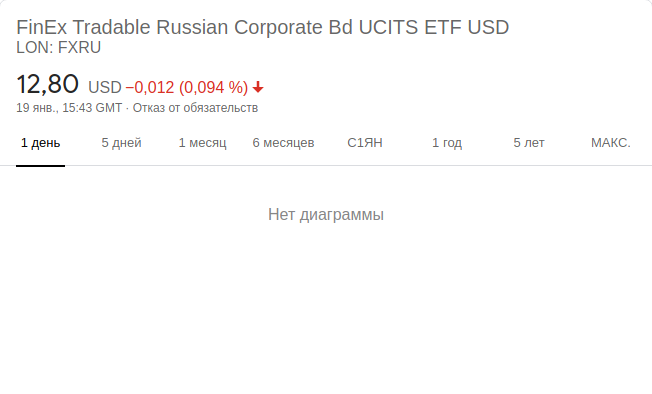 FinEx Tradable Russian Corporate Bd UCITS ETF USD
LON: FXRU
12,80 USD −0,012 (0,094 %)
19 янв., 15:43 GMT · Отказ от обязательств
1 день 5 дней 1 месяц 6 месяцев С1ЯН 1 год 5 лет МАКС.
Нет диаграммы